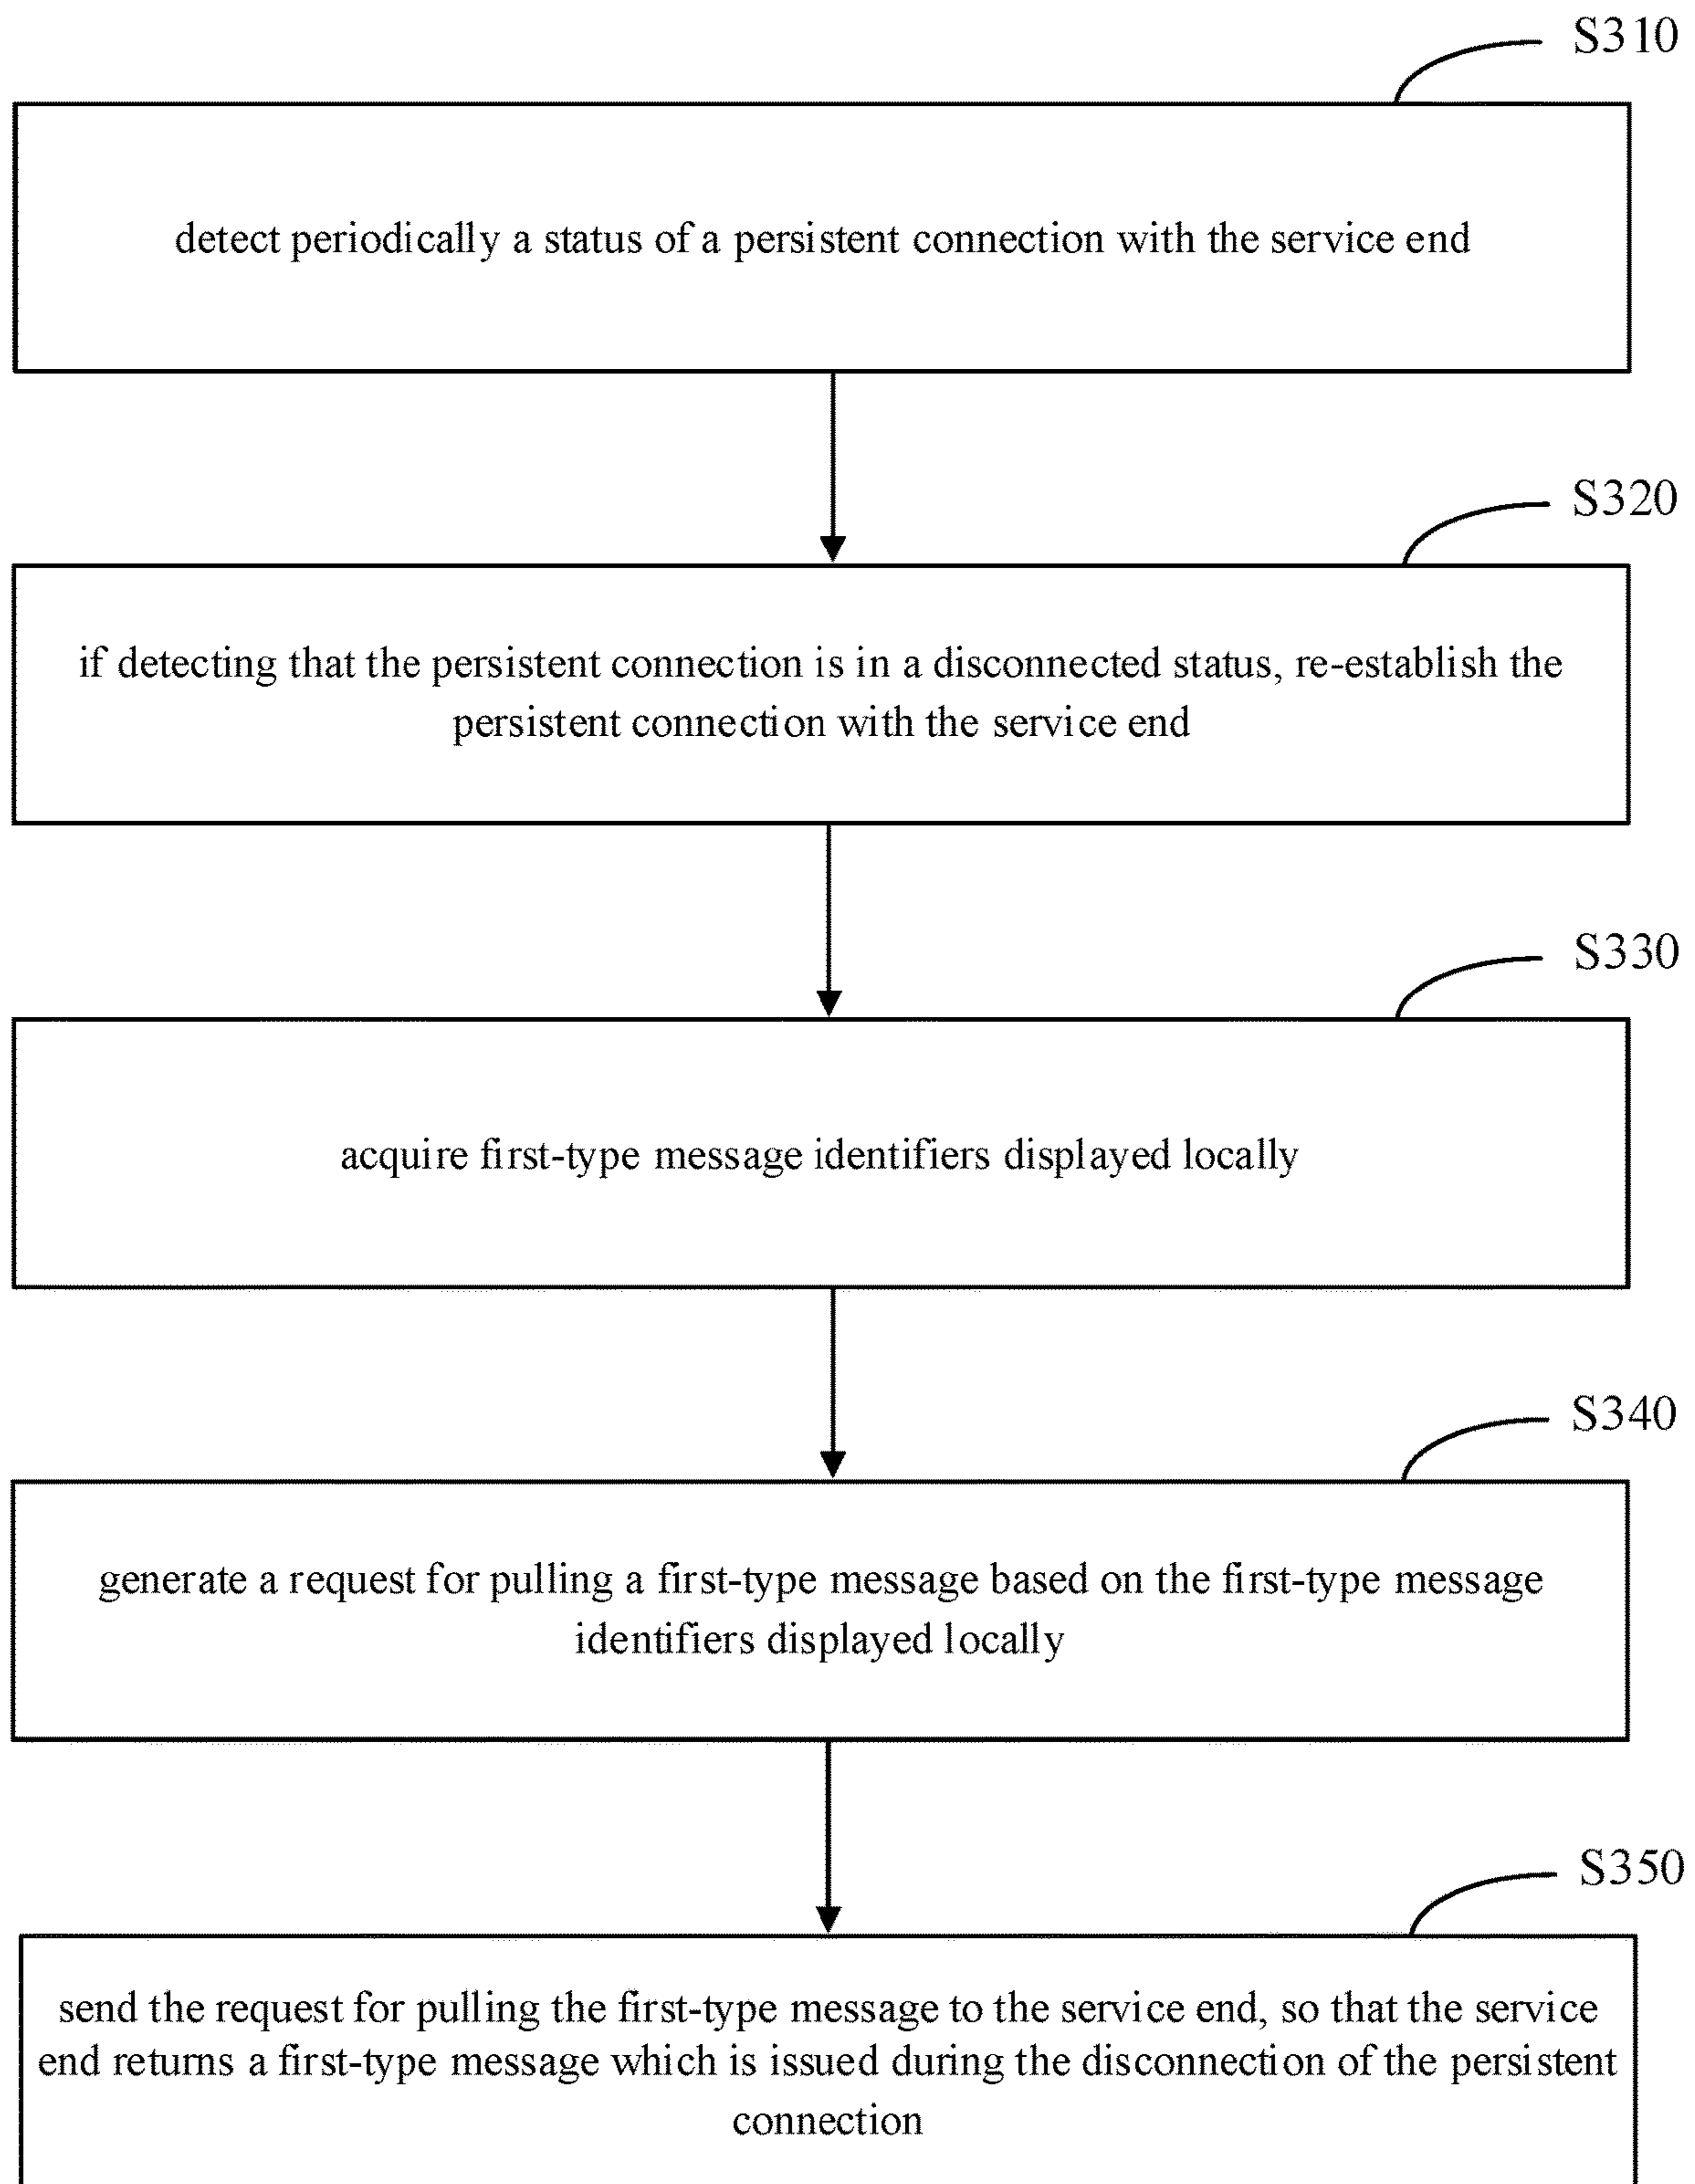 S310
detect periodically a status of a persistent connection with the service end
S320
if detecting that the persistent connection is in a disconnected status, re-establish the
persistent connection with the service end
S330
acquire first-type message identifiers displayed locally
S340
generate a request for pulling a first-type message based on the first-type message
identifiers displayed locally
S350
send the request for pulling the first-type message to the service end, so that the service
end returns a first-type message which is issued during the disconnection of the persistent
connection